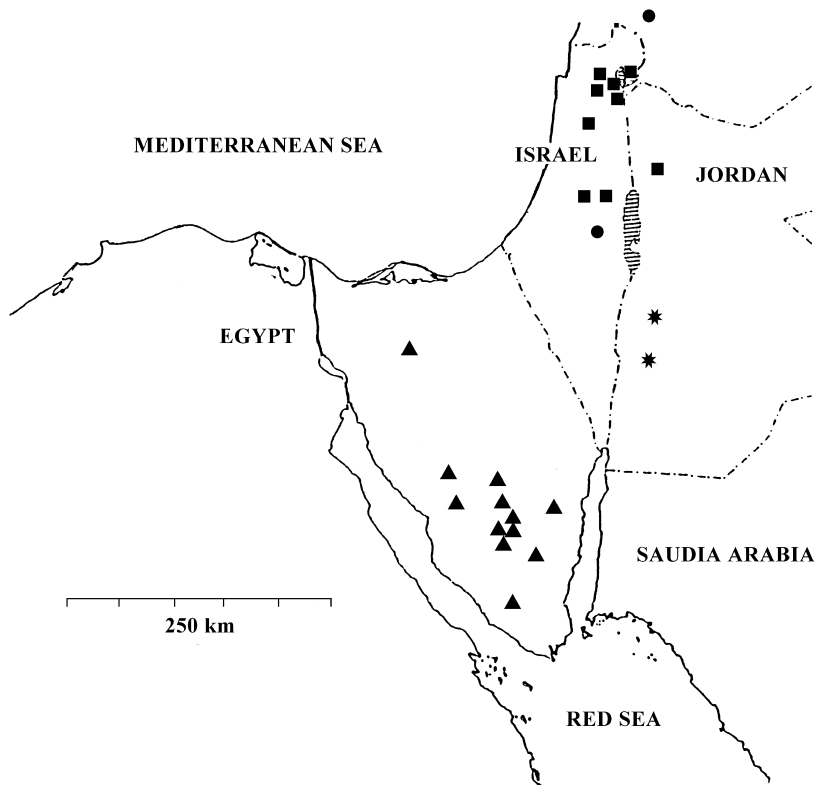 MEDITERRANEAN SEA
ISRAEL
JORDAN
EGYPT
SAUDIA ARABIA
250 km
RED SEA